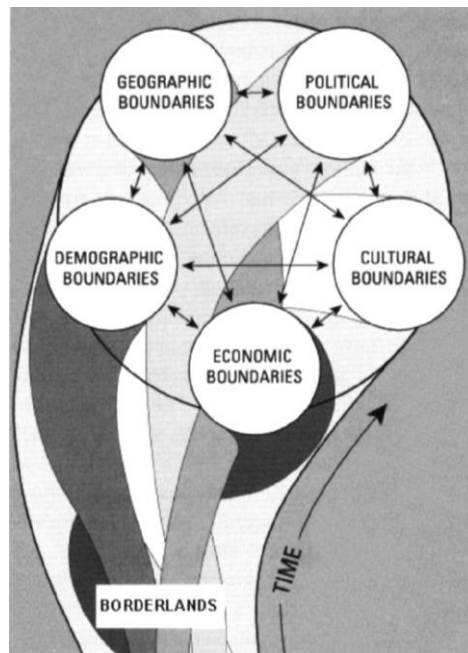 GEOGRAPHIC
BOUNDARIES
POLITICAL
BOUNDARIES
DEMOGRAPHIC
BOUNDARIES
CULTURAL
BOUNDARIES
ECONOMIC
BOUNDARIES
TIME
BORDERLANDS